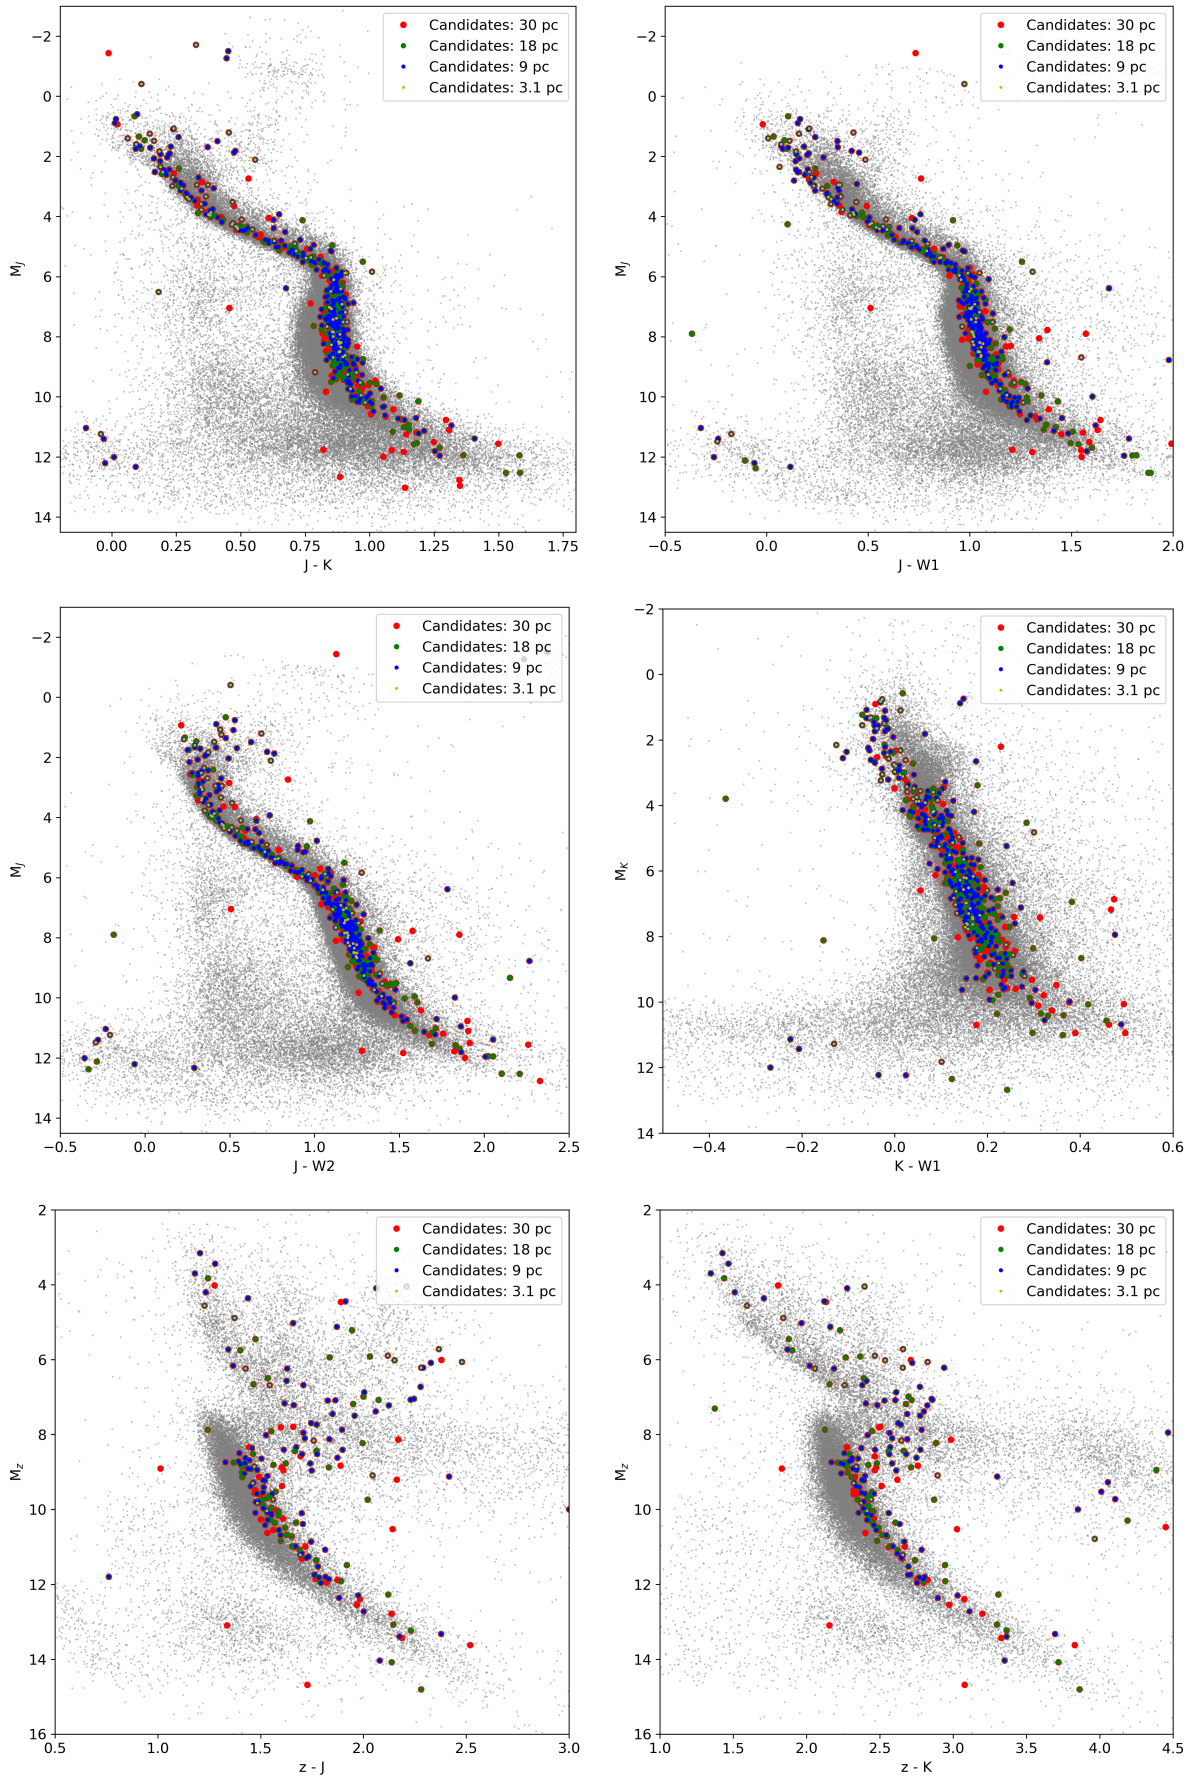 Candidates: 30 pc
Candidates: 18 pc
Candidates: 9 pc
Candidates: 3.1 pc
−2
0
2
4
6
8
10
12
14
M_J
0.00 0.25 0.50 0.75 1.00 1.25 1.50 1.75
J - K
Candidates: 30 pc
Candidates: 18 pc
Candidates: 9 pc
Candidates: 3.1 pc
−2
0
2
4
6
8
10
12
14
M_J
−0.5 0.0 0.5 1.0 1.5 2.0
J - W1
Candidates: 30 pc
Candidates: 18 pc
Candidates: 9 pc
Candidates: 3.1 pc
−2
0
2
4
6
8
10
12
14
M_J
−0.5 0.0 0.5 1.0 1.5 2.0 2.5
J - W2
Candidates: 30 pc
Candidates: 18 pc
Candidates: 9 pc
Candidates: 3.1 pc
−2
0
2
4
6
8
10
12
14
M_K
−0.4 −0.2 0.0 0.2 0.4 0.6
K - W1
Candidates: 30 pc
Candidates: 18 pc
Candidates: 9 pc
Candidates: 3.1 pc
2
4
6
8
10
12
14
16
M_z
0.5 1.0 1.5 2.0 2.5 3.0
z - J
Candidates: 30 pc
Candidates: 18 pc
Candidates: 9 pc
Candidates: 3.1 pc
2
4
6
8
10
12
14
16
M_z
1.0 1.5 2.0 2.5 3.0 3.5 4.0 4.5
z - K